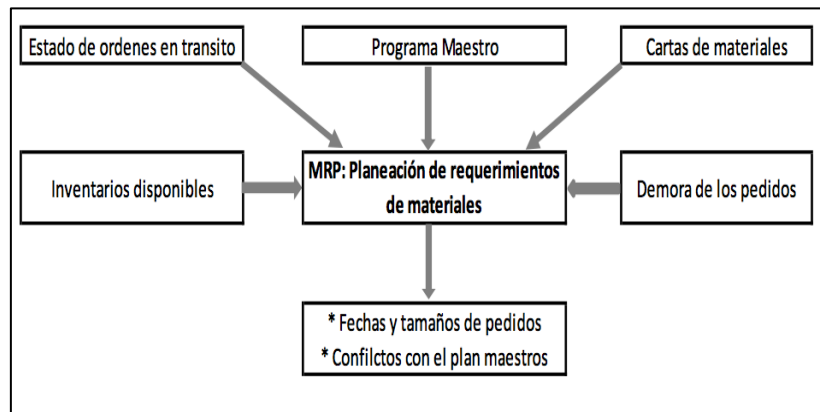 Estado de ordenes en transito
Programa Maestro
Cartas de materiales
Inventarios disponibles
MRP: Planeación de requerimientos
de materiales
Demora de los pedidos
* Fechas y tamaños de pedidos
* Confilctos con el plan maestros